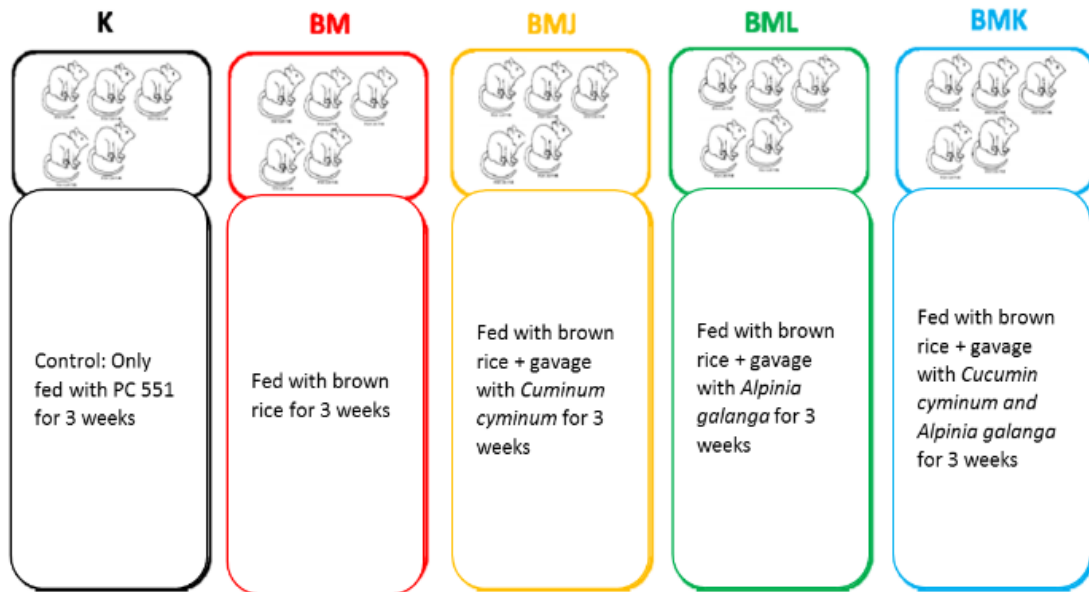 K
BM
BMJ
BML
BMK
Control: Only
fed with PC 551
for 3 weeks
Fed with brown
rice for 3 weeks
Fed with brown
rice + gavage
with Cuminum
cyminum for 3
weeks
Fed with brown
rice + gavage
with Alpinia
galanga for 3
weeks
Fed with brown
rice + gavage
with Cucumin
cyminum and
Alpinia galanga
for 3 weeks